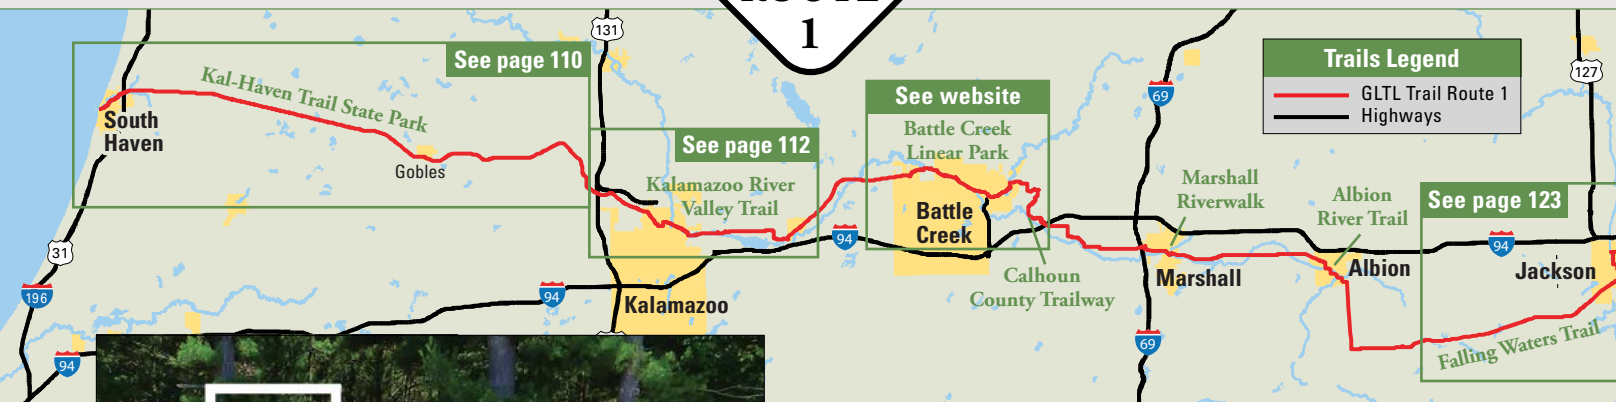 1
131
See page 110
Kal-Haven Trail State Park
South
Haven
Gobles
See page 112
Kalamazoo River
Valley Trail
See website
Battle Creek
Linear Park
69
Trails Legend
GLTL Trail Route 1
Highways
127
Marshall
Riverwalk
Albion
River Trail
See page 123
Battle
Creek
94
31
196
94
Kalamazoo
Calhoun
County Trailway
Marshall
Albion
94
Jackson
69
Falling Waters Trail
94